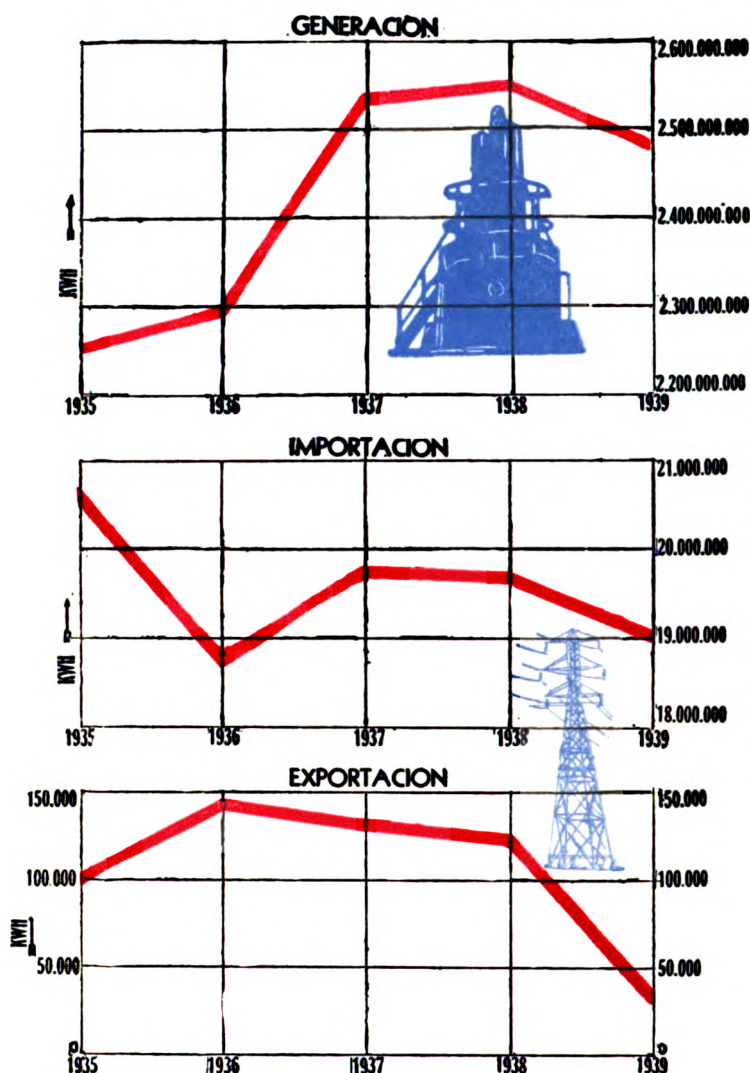 GENERACIÓN
2.600.000.000
2.500.000.000
2.400.000.000
2.300.000.000
2.200.000.000
KWH
1935 1936 1937 1938 1939
IMPORTACION
21.000.000
20.000.000
19.000.000
18.000.000
KWH
1935 1936 1937 1938 1939
EXPORTACION
150.000 150.000
100.000 100.000
KWH
50.000 50.000
0 0
1935 1936 1937 1938 1939